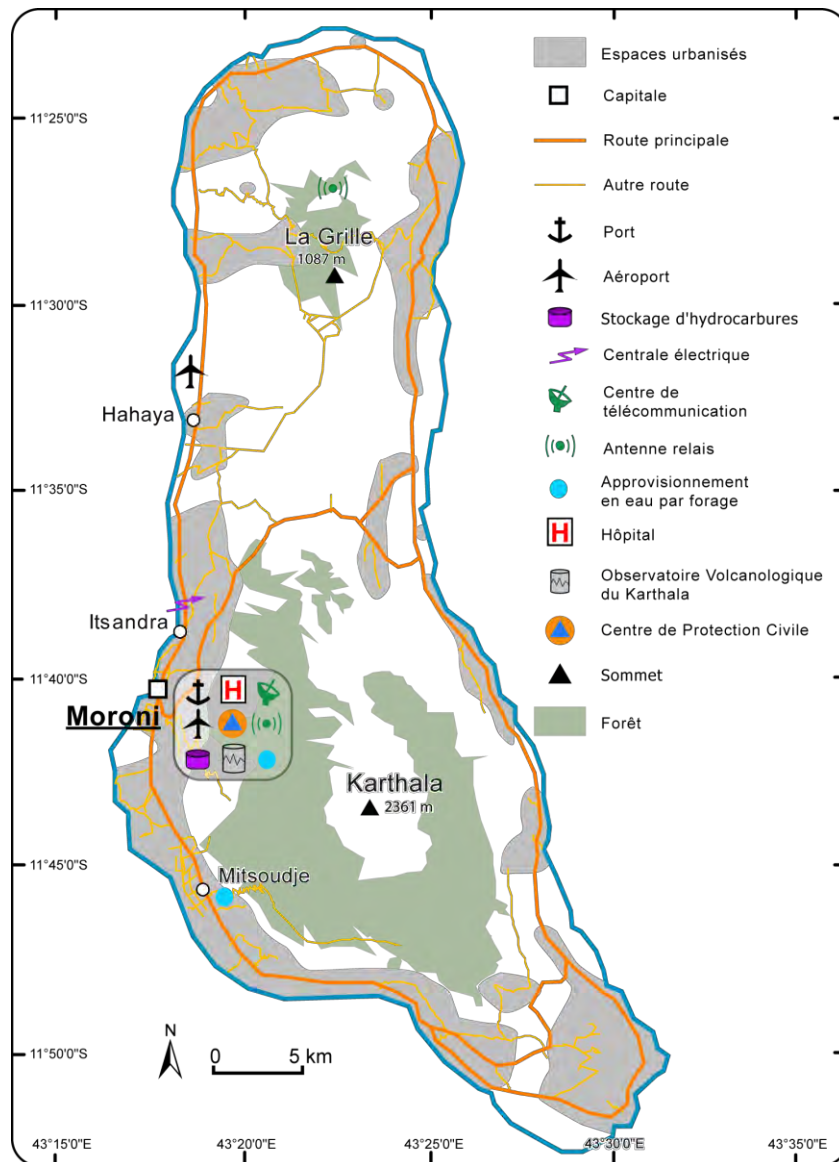 11°25'0"S
11°30'0"S
11°35'0"S
11°40'0"S
11°45'0"S
11°50'0"S
La Grille
1087 m
Hahaya
Itsandra
Moroni
H
Karthala
2361 m
Mitsoudje
N
0 5 km
43°15'0"E
43°20'0"E
43°25'0"E
43°30'0"E
43°35'0"E
Espaces urbanisés
Capitale
Route principale
Autre route
Port
Aéroport
Stockage d'hydrocarbures
Centrale électrique
Centre de
télécommunication
Antenne relais
Approvisionnement
en eau par forage
H
Hôpital
Observatoire Volcanologique
du Karthala
Centre de Protection Civile
Sommet
Forêt